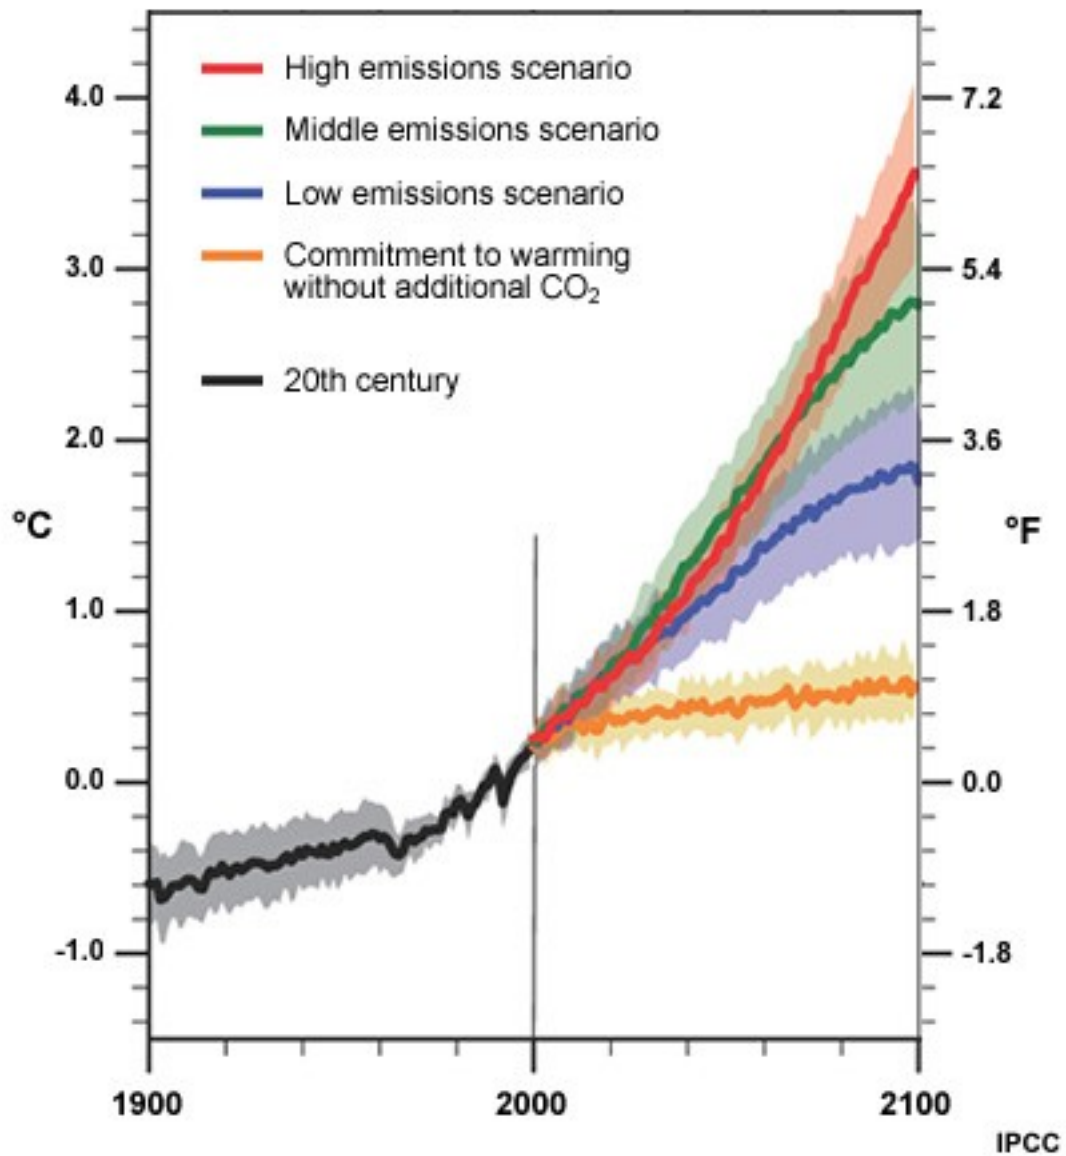 High emissions scenario
Middle emissions scenario
Low emissions scenario
Commitment to warming
without additional CO₂
20th century
4.0
3.0
2.0
1.0
0.0
-1.0
°C
7.2
5.4
3.6
1.8
0.0
-1.8
°F
1900
2000
2100
IPCC